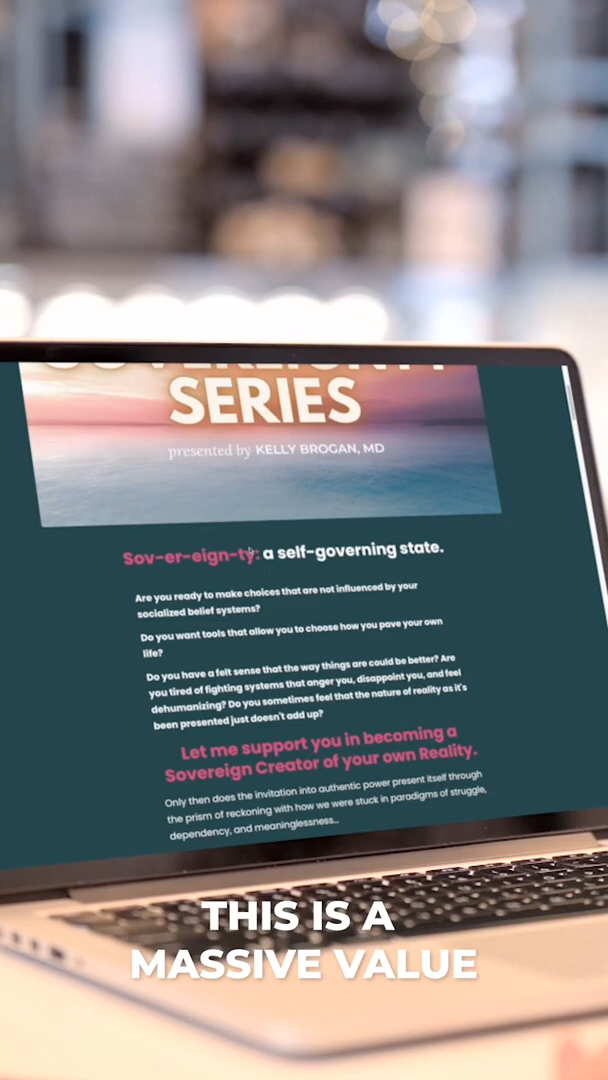 SERIES
presented by KELLY BROGAN, MD
Sov-er-eign-ty: a self-governing state.
Are you ready to make choices that are not influenced by your
socialized belief systems?
Do you want tools that allow you to choose how you pave your own
life?
Do you have a felt sense that the way things are could be better? Are
you tired of fighting systems that anger you, disappoint you, and feel
dehumanizing? Do you sometimes feel that the nature of reality as it's
been presented just doesn't add up?
Let me support you in becoming a
Sovereign Creator of your own Reality.
Only then does the invitation into authentic power present itself through
the prism of reckoning with how we were stuck in paradigms of struggle,
dependency, and meaninglessness...
THIS IS A
MASSIVE VALUE